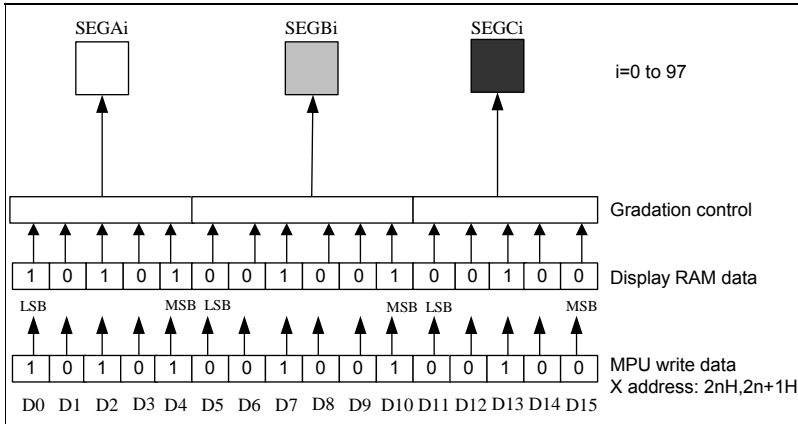 SEGAi SEGBi SEGCi
i=0 to 97
Gradation control
1 0 1 0 1 0 0 1 0 0 1 0 0 1 0 0 Display RAM data
LSB MSB LSB MSB LSB MSB
1 0 1 0 1 0 0 1 0 0 1 0 0 1 0 0 MPU write data
X address: 2nH,2n+1H
D0 D1 D2 D3 D4 D5 D6 D7 D8 D9 D10 D11 D12 D13 D14 D15